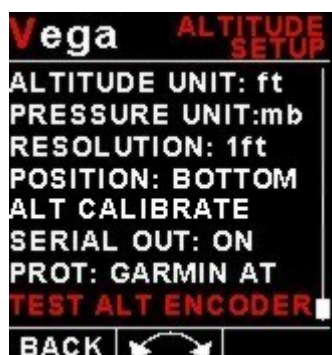 Vega ALTITUDE
SETUP
ALTITUDE UNIT: ft
PRESSURE UNIT:mb
RESOLUTION: 1ft
POSITION: BOTTOM
ALT CALIBRATE
SERIAL OUT: ON
PROT: GARMIN AT
TEST ALT ENCODER
BACK